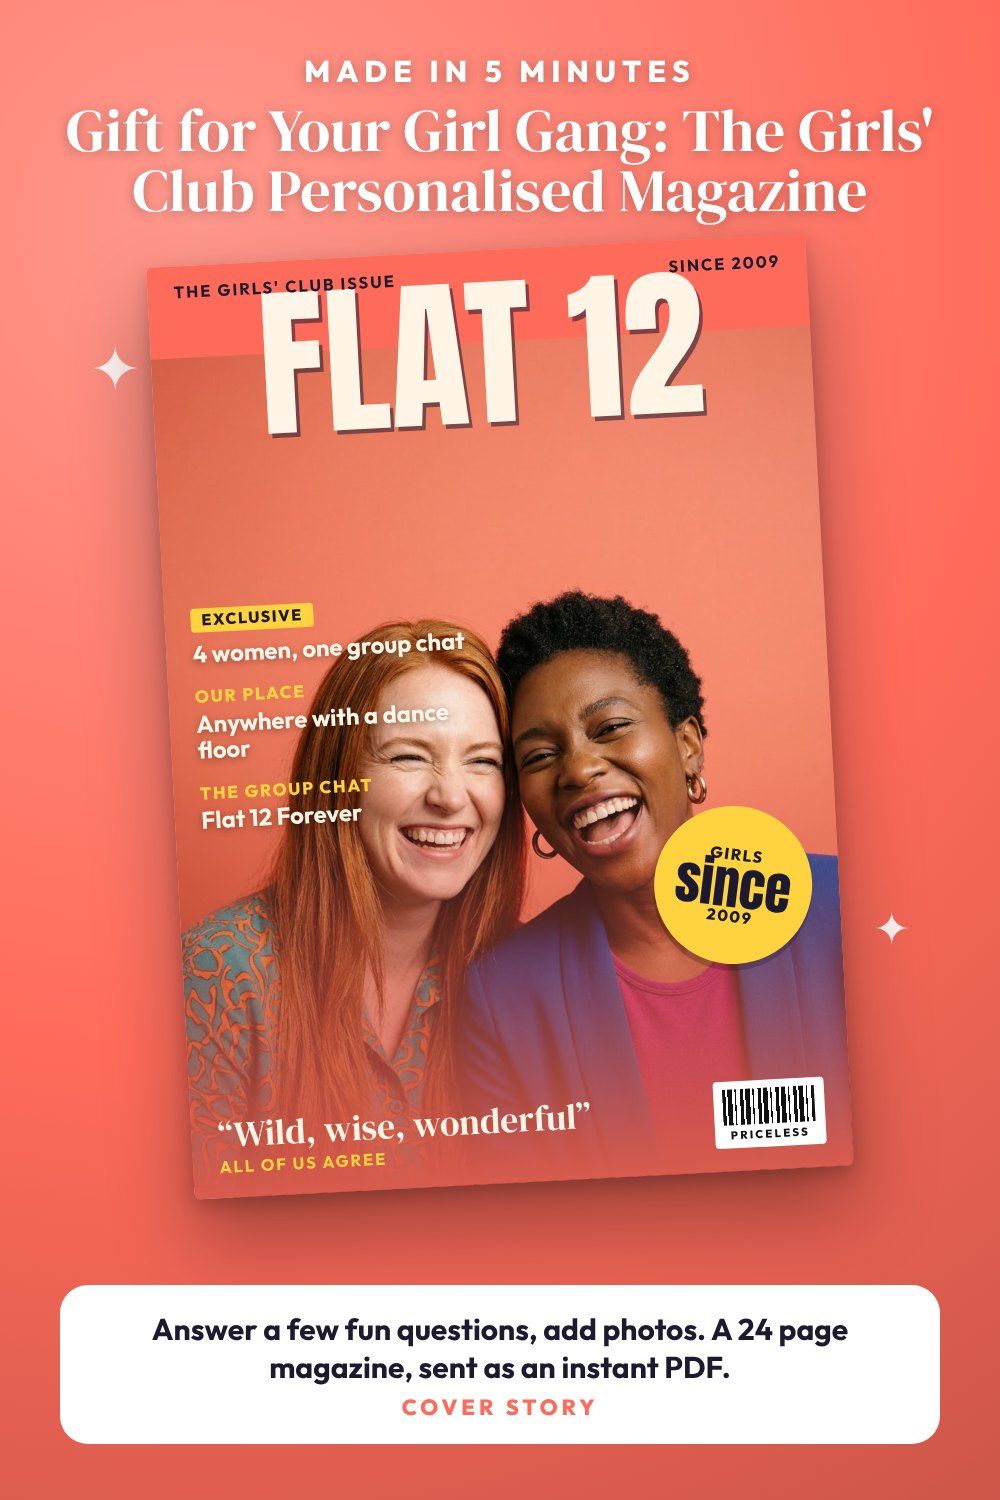 MADE IN 5 MINUTES
Gift for Your Girl Gang: The Girls'
Club Personalised Magazine
THE GIRLS' CLUB ISSUE
SINCE 2009
FLAT 12
EXCLUSIVE
4 women, one group chat
OUR PLACE
Anywhere with a dance
floor
THE GROUP CHAT
Flat 12 Forever
GIRLS
since
2009
“Wild, wise, wonderful”
ALL OF US AGREE
PRICELESS
Answer a few fun questions, add photos. A 24 page
magazine, sent as an instant PDF.
COVER STORY